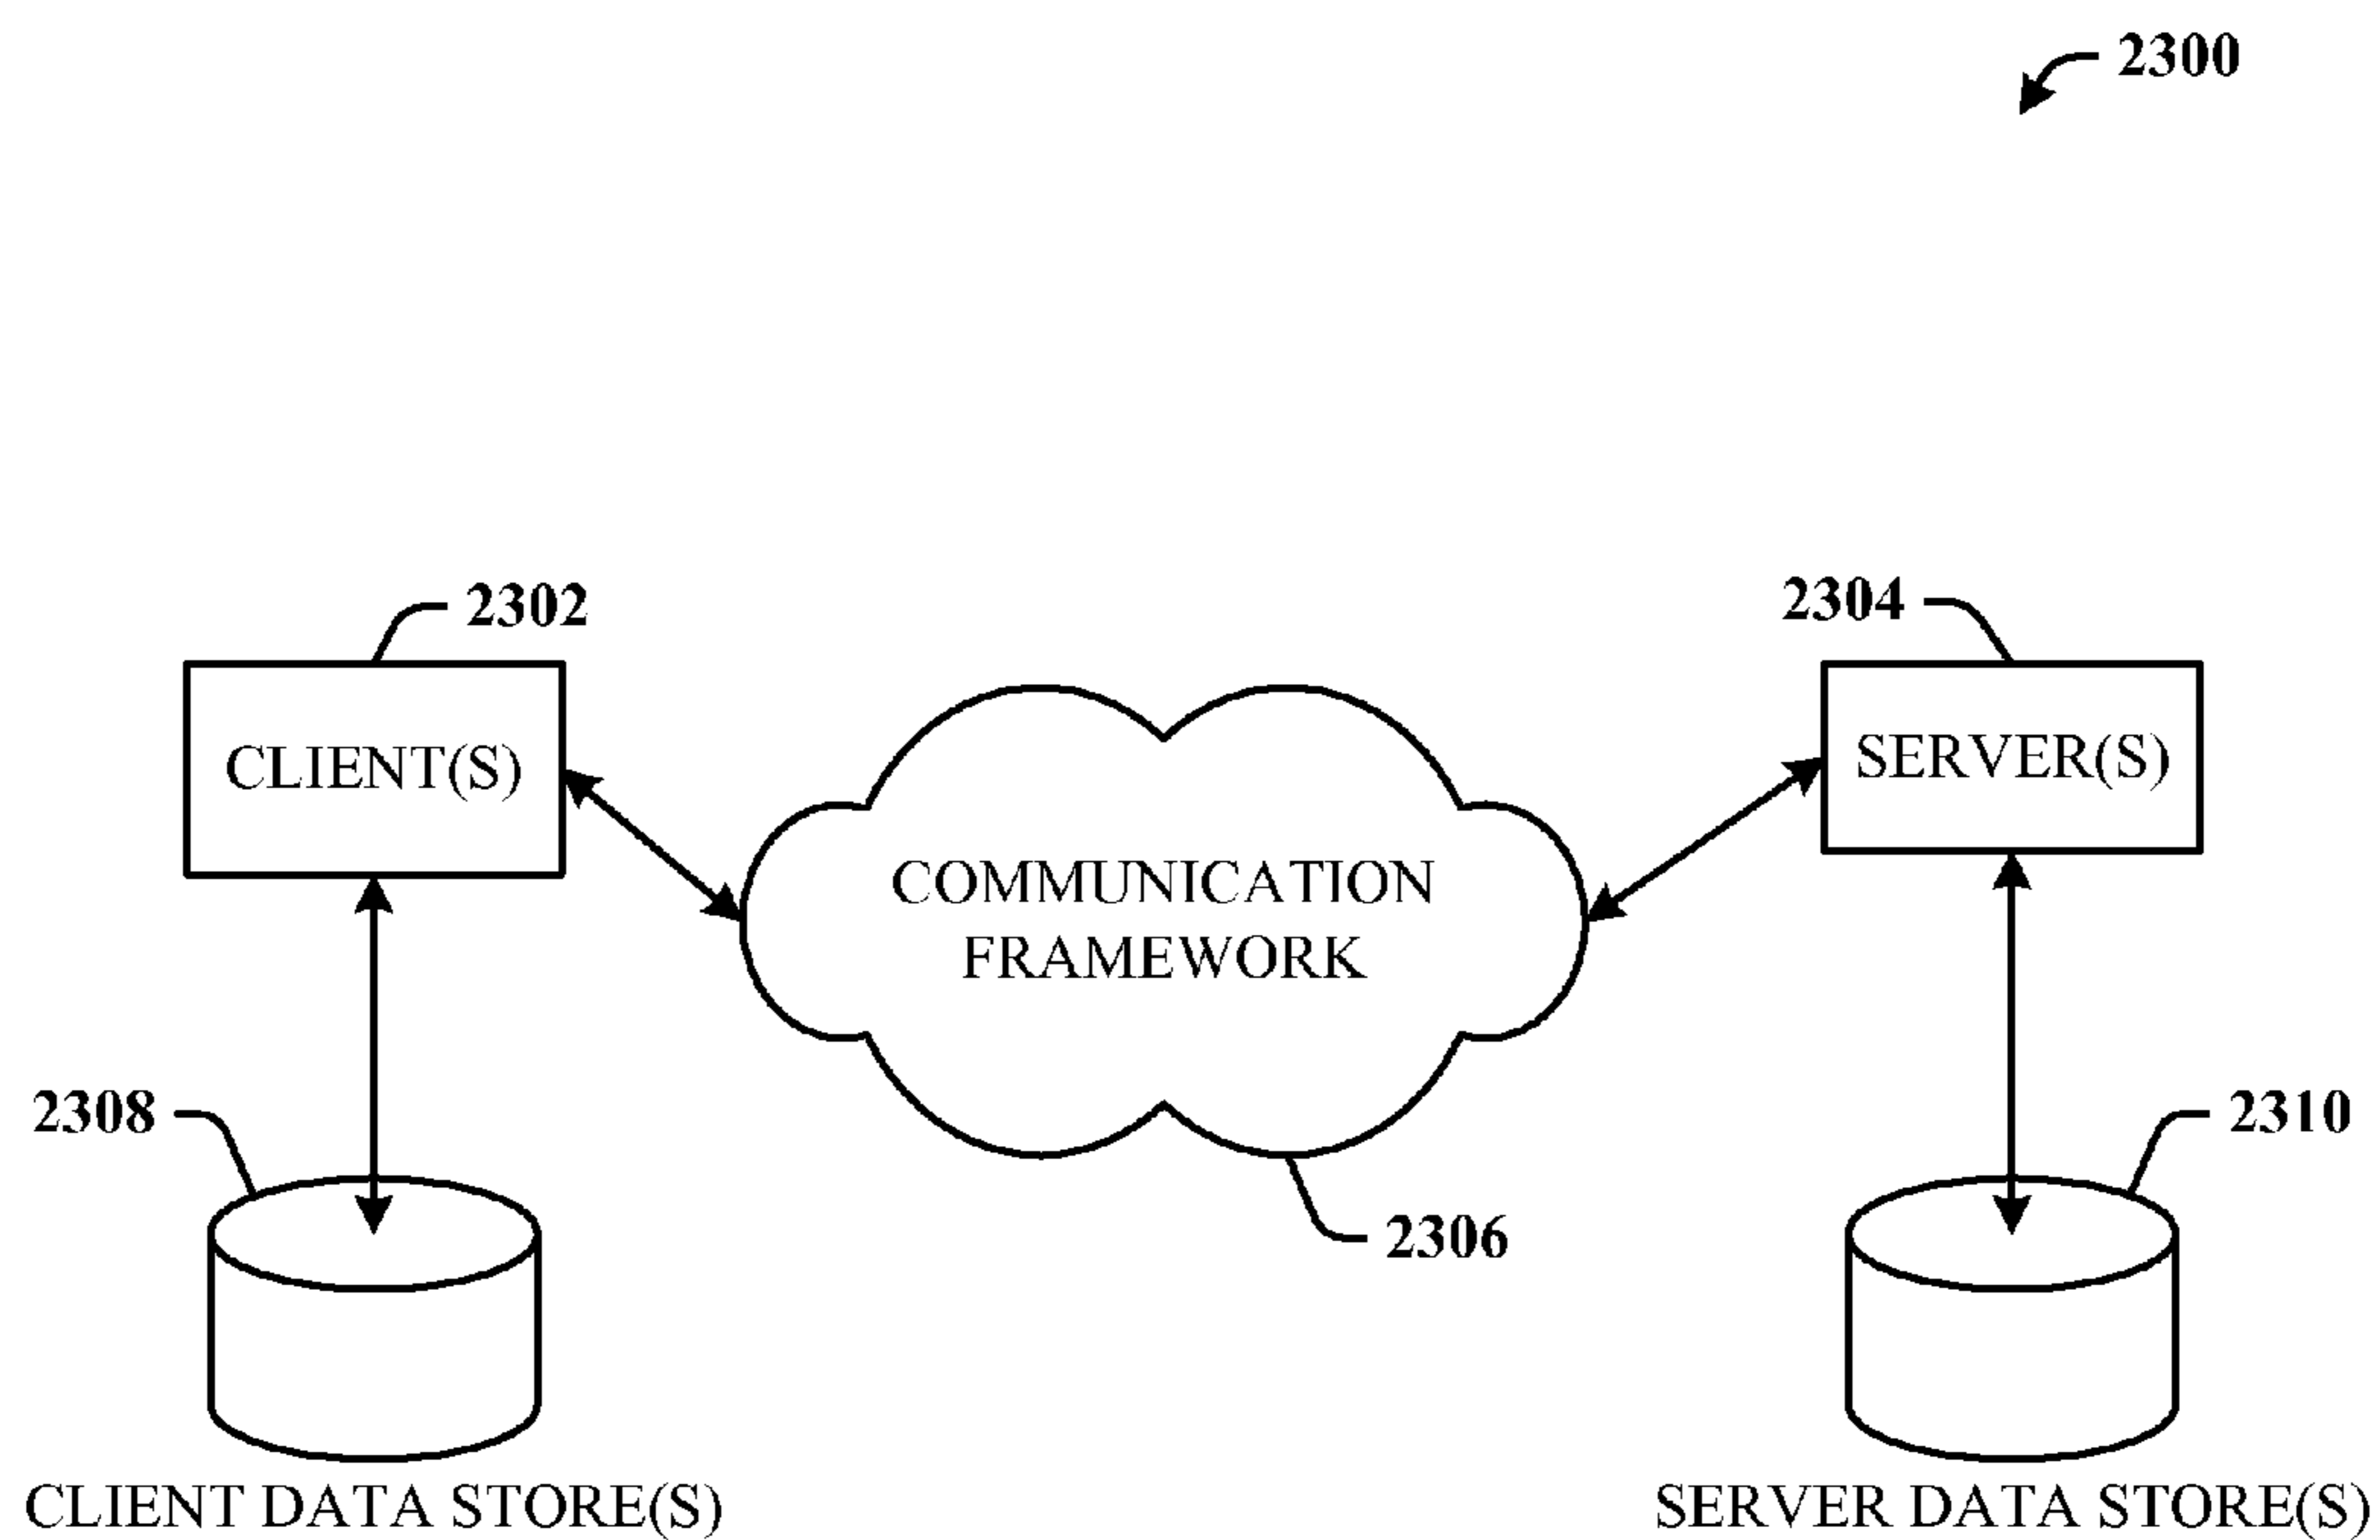 2300
2302
2304
CLIENT(S)
SERVER(S)
COMMUNICATION
FRAMEWORK
2308
2310
2306
CLIENT DATA STORE(S)
SERVER DATA STORE(S)